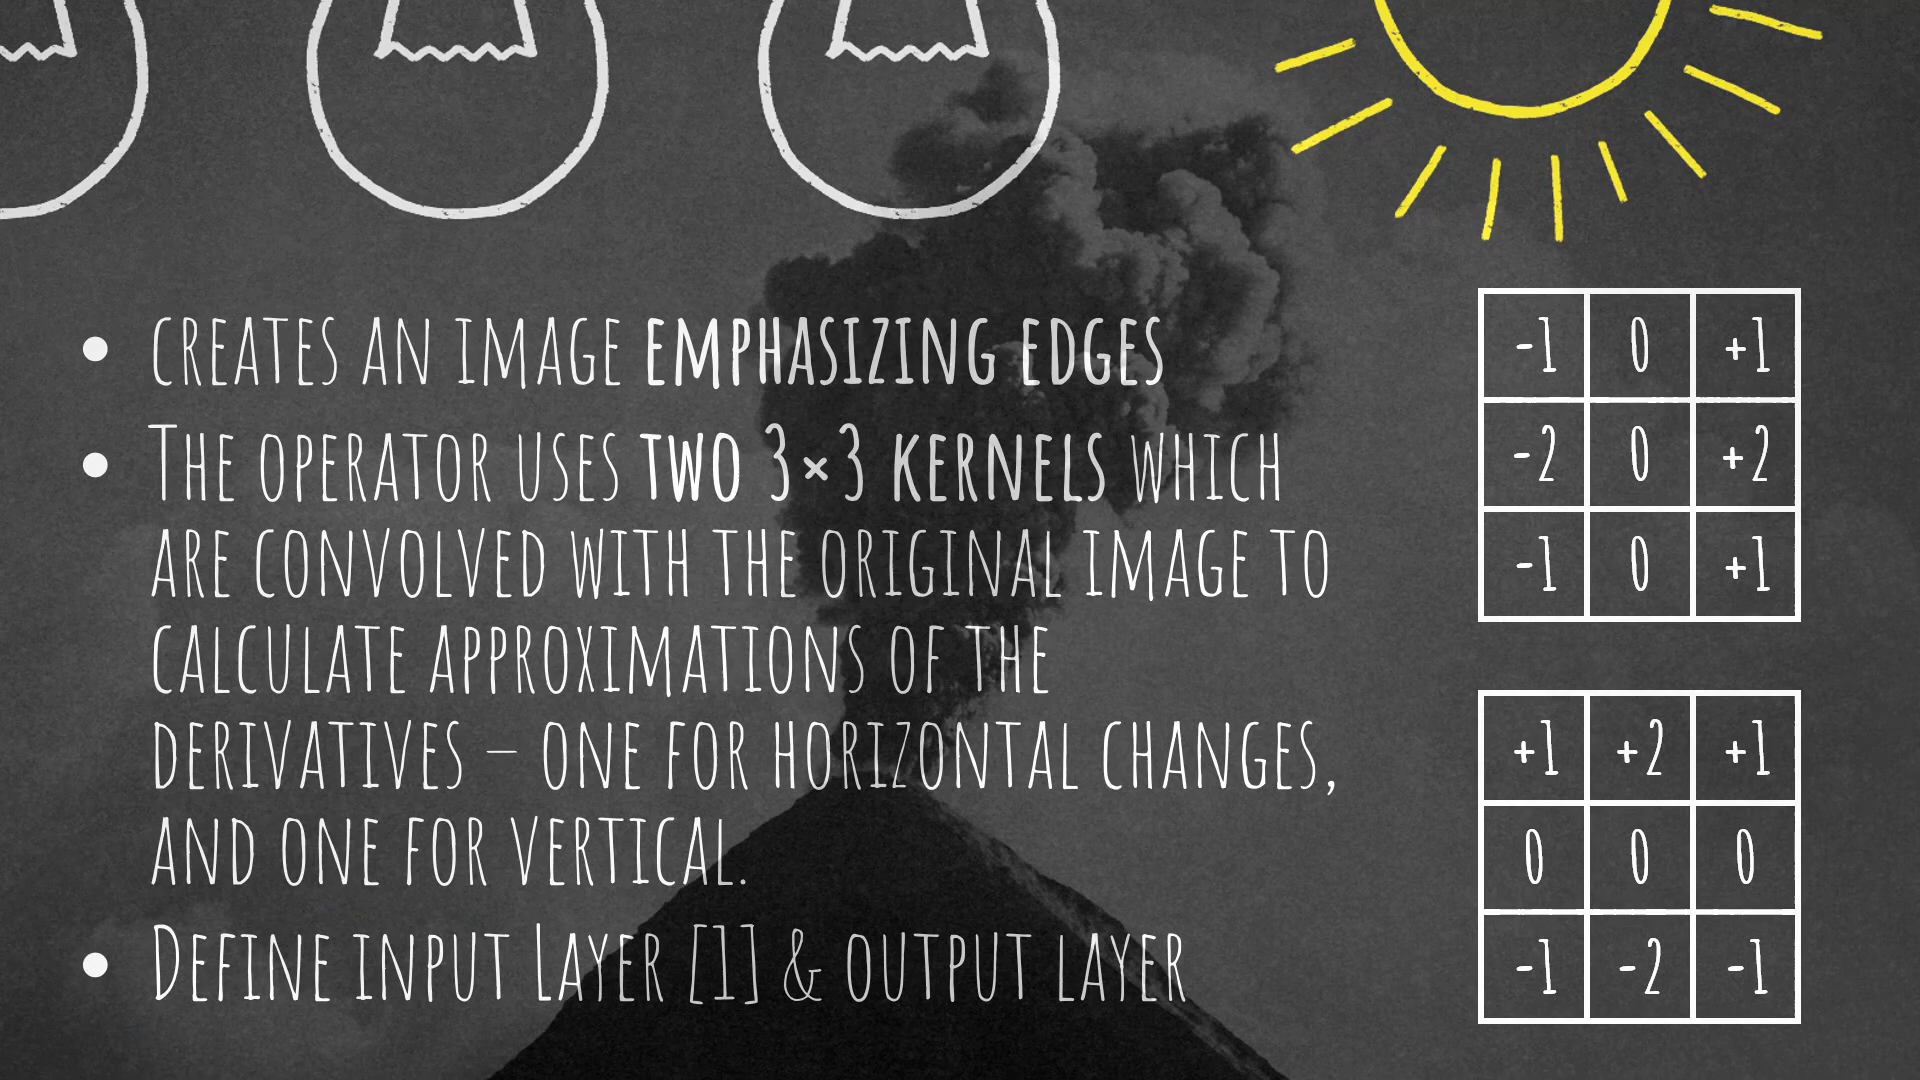 • CREATES AN IMAGE EMPHASIZING EDGES
• THE OPERATOR USES TWO 3×3 KERNELS WHICH
ARE CONVOLVED WITH THE ORIGINAL IMAGE TO
CALCULATE APPROXIMATIONS OF THE
DERIVATIVES – ONE FOR HORIZONTAL CHANGES,
AND ONE FOR VERTICAL.
• DEFINE INPUT LAYER [1] & OUTPUT LAYER
-1 0 +1
-2 0 +2
-1 0 +1
+1 +2 +1
0 0 0
-1 -2 -1